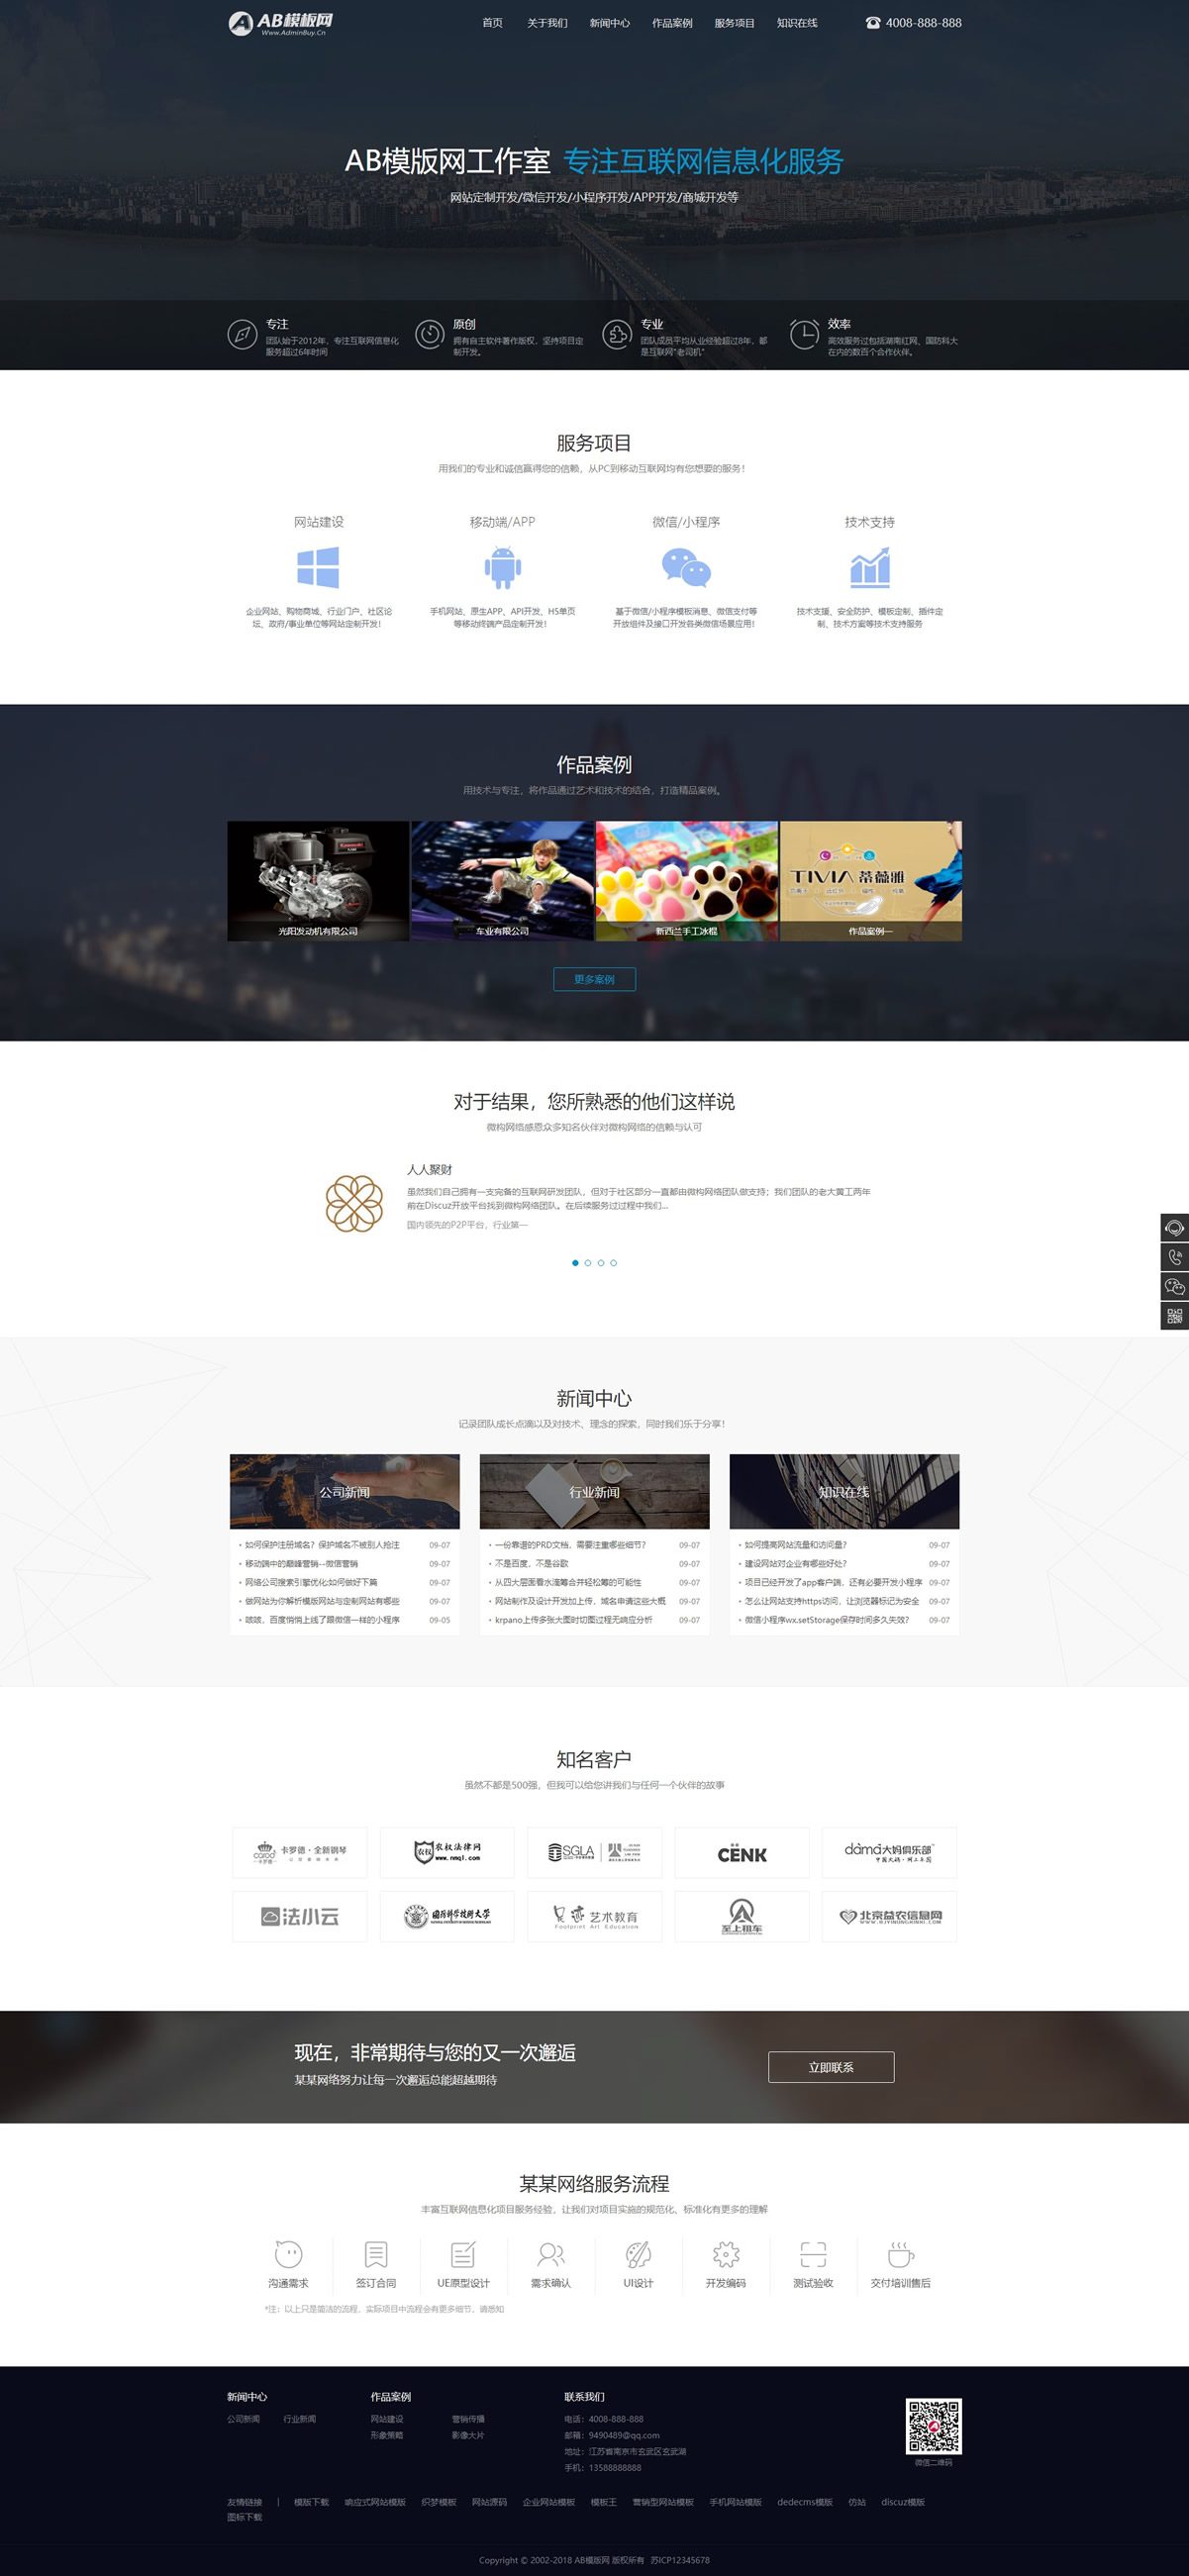 AB模板网
Www.AdminBuy.Cn
首页 关于我们 新闻中心 作品案例 服务项目 知识在线 4008-888-888
AB模版网工作室 专注互联网信息化服务
网站定制开发/微信开发/小程序开发/APP开发/商城开发等
专注
团队始于2012年，专注互联网信息化
服务超过6年时间
原创
拥有自主软件著作版权，坚持项目定
制开发。
专业
团队成员平均从业经验超过8年，都
是互联网"老司机"
效率
高效服务过包括湖南红网、国防科大
在内的数百个合作伙伴。
服务项目
用我们的专业和诚信赢得您的信赖，从PC到移动互联网均有您想要的服务！
网站建设
企业网站、购物商城、行业门户、社区论
坛、政府/事业单位等网站定制开发！
移动端/APP
手机网站、原生APP、API开发、H5单页
等移动终端产品定制开发！
微信/小程序
基于微信/小程序模板消息、微信支付等
开放组件及接口开发各类微信场景应用！
技术支持
技术支援、安全防护、模板定制、插件定
制、技术方案等技术支持服务
作品案例
用技术与专注，将作品通过艺术和技术的结合，打造精品案例。
光阳发动机有限公司
车业有限公司
新西兰手工冰棍
TIVIA 蒂薇雅
作品案例一
更多案例
对于结果，您所熟悉的他们这样说
微构网络感恩众多知名伙伴对微构网络的信赖与认可
人人聚财
虽然我们自己拥有一支完备的互联网研发团队，但对于社区部分一直都由微构网络团队做支持；我们团队的老大黄工两年
前在Discuz开放平台找到微构网络团队。在后续服务过过程中我们...
国内领先的P2P平台，行业第一
新闻中心
记录团队成长点滴以及对技术、理念的探索，同时我们乐于分享！
公司新闻
如何保护注册域名？保护域名不被别人抢注 09-07
移动端中的巅峰营销--微信营销 09-07
网络公司搜索引擎优化:如何做好下篇 09-07
做网站为你解析模版网站与定制网站有哪些 09-07
咳咳，百度悄悄上线了跟微信一样的小程序 09-05
行业新闻
一份靠谱的PRD文档，需要注重哪些细节？ 09-07
不是百度，不是谷歌 09-07
从四大层面看水滴筹合并轻松筹的可能性 09-07
网站制作及设计开发加上传，域名申请这些大概 09-07
krpano上传多张大图时切图过程无响应分析 09-07
知识在线
如何提高网站流量和访问量？ 09-07
建设网站对企业有哪些好处？ 09-07
项目已经开发了app客户端，还有必要开发小程序 09-07
怎么让网站支持https访问，让浏览器标记为安全 09-07
微信小程序wx.setStorage保存时间多久失效？ 09-07
知名客户
虽然不都是500强，但我可以给您讲我们与任何一个伙伴的故事
carod 卡罗德·全新钢琴
卡罗德
农权 农权法律网
www.nmql.com
SGLA
CËNK
dàmá大妈俱乐部
中国大妈·网上乐园
法小云
国防科学技术大学
艺术教育
Footprint Art Education
至上租车
北京益农信息网
现在，非常期待与您的又一次邂逅
某某网络努力让每一次邂逅总能超越期待
立即联系
某某网络服务流程
丰富互联网信息化项目服务经验，让我们对项目实施的规范化、标准化有更多的理解
沟通需求 签订合同 UE原型设计 需求确认 UI设计 开发编码 测试验收 交付培训售后
*注：以上只是简洁的流程，实际项目中流程会有更多细节，请悉知
新闻中心
公司新闻 行业新闻
作品案例
网站建设 营销传播
形象策略 影像大片
联系我们
电话：4008-888-888
邮箱：9490489@qq.com
地址：江苏省南京市玄武区玄武湖
手机：13588888888
微信二维码
友情链接 | 模版下载 响应式网站模版 织梦模板 网站源码 企业网站模板 模板王 营销型网站模板 手机网站模版 dedecms模版 仿站 discuz模版
图标下载
Copyright © 2002-2018 AB模版网 版权所有 苏ICP12345678